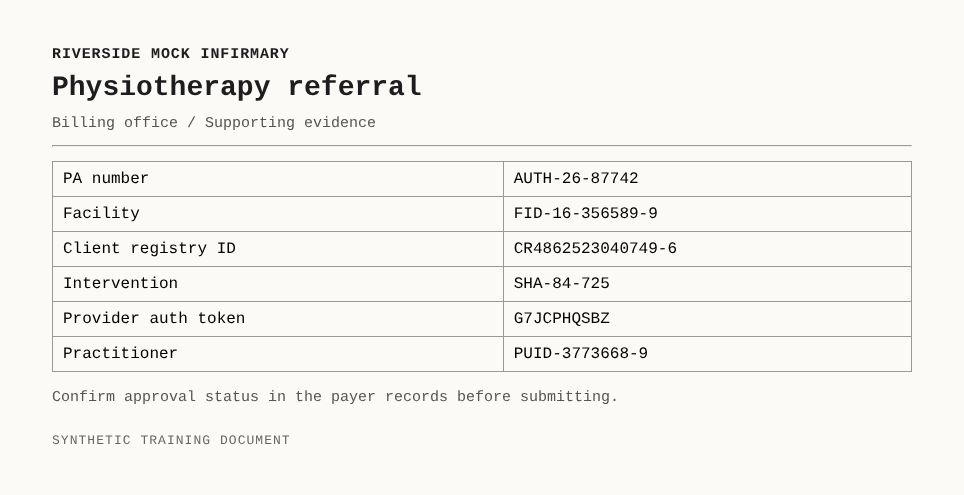 RIVERSIDE MOCK INFIRMARY
Physiotherapy referral
Billing office / Supporting evidence
PA number AUTH-26-87742
Facility FID-16-356589-9
Client registry ID CR4862523040749-6
Intervention SHA-84-725
Provider auth token G7JCPHQSBZ
Practitioner PUID-3773668-9
Confirm approval status in the payer records before submitting.
SYNTHETIC TRAINING DOCUMENT